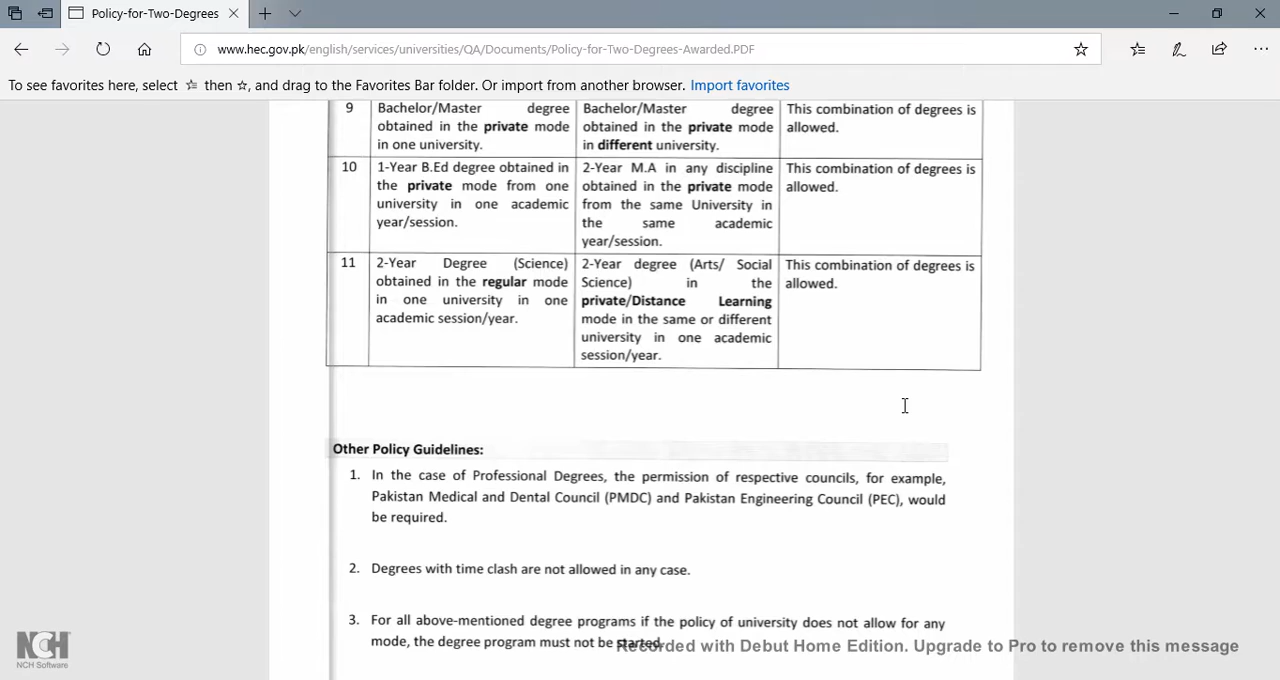 Policy-for-Two-Degrees
www.hec.gov.pk/english/services/universities/QA/Documents/Policy-for-Two-Degrees-Awarded.PDF
To see favorites here, select then , and drag to the Favorites Bar folder. Or import from another browser. Import favorites
9
Bachelor/Master degree
obtained in the private mode
in one university.
Bachelor/Master degree
obtained in the private mode
in different university.
This combination of degrees is
allowed.
10
1-Year B.Ed degree obtained in
the private mode from one
university in one academic
year/session.
2-Year M.A in any discipline
obtained in the private mode
from the same University in
the same academic
year/session.
This combination of degrees is
allowed.
11
2-Year Degree (Science)
obtained in the regular mode
in one university in one
academic session/year.
2-Year degree (Arts/ Social
Science) in the
private/Distance Learning
mode in the same or different
university in one academic
session/year.
This combination of degrees is
allowed.
Other Policy Guidelines:
1. In the case of Professional Degrees, the permission of respective councils, for example,
Pakistan Medical and Dental Council (PMDC) and Pakistan Engineering Council (PEC), would
be required.
2. Degrees with time clash are not allowed in any case.
3. For all above-mentioned degree programs if the policy of university does not allow for any
mode, the degree program must not be started.
NCH
NCH Software
Recorded with Debut Home Edition. Upgrade to Pro to remove this message